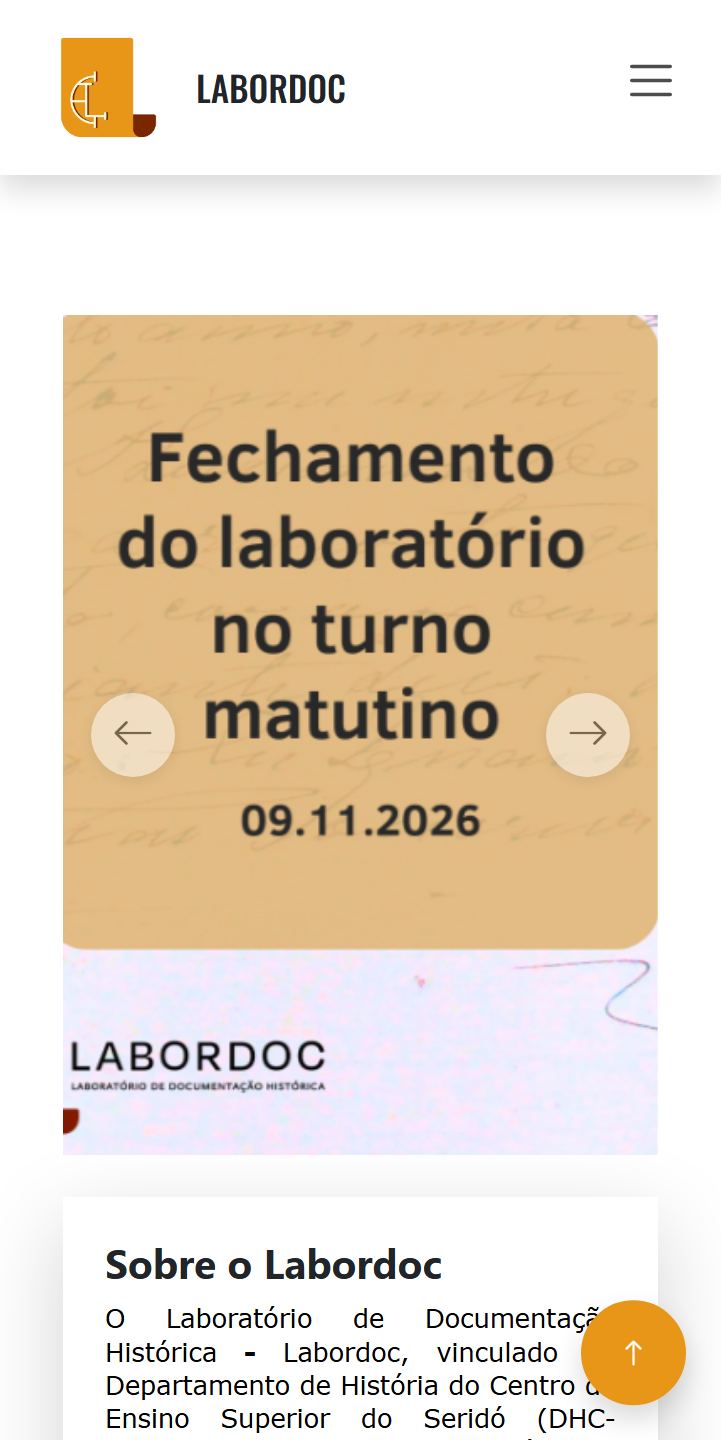 LABORDOC
Fechamento
do laboratório
no turno
matutino
09.11.2026
LABORDOC
LABORATÓRIO DE DOCUMENTAÇÃO HISTÓRICA
Sobre o Labordoc
O Laboratório de
Histórica - Labordoc, vinculado
Departamento de História do Centro
Ensino Superior do Seridó (DHC-